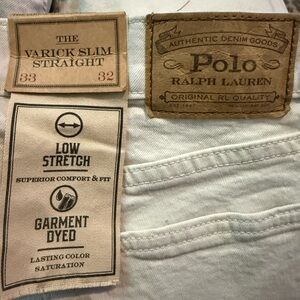 THE
VARICK SLIM
STRAIGHT
33 32
LOW
STRETCH
SUPERIOR COMFORT & FIT
GARMENT
DYED
LASTING COLOR
SATURATION
AUTHENTIC DENIM GOODS
Polo
RALPH LAUREN
ORIGINAL RL QUALITY